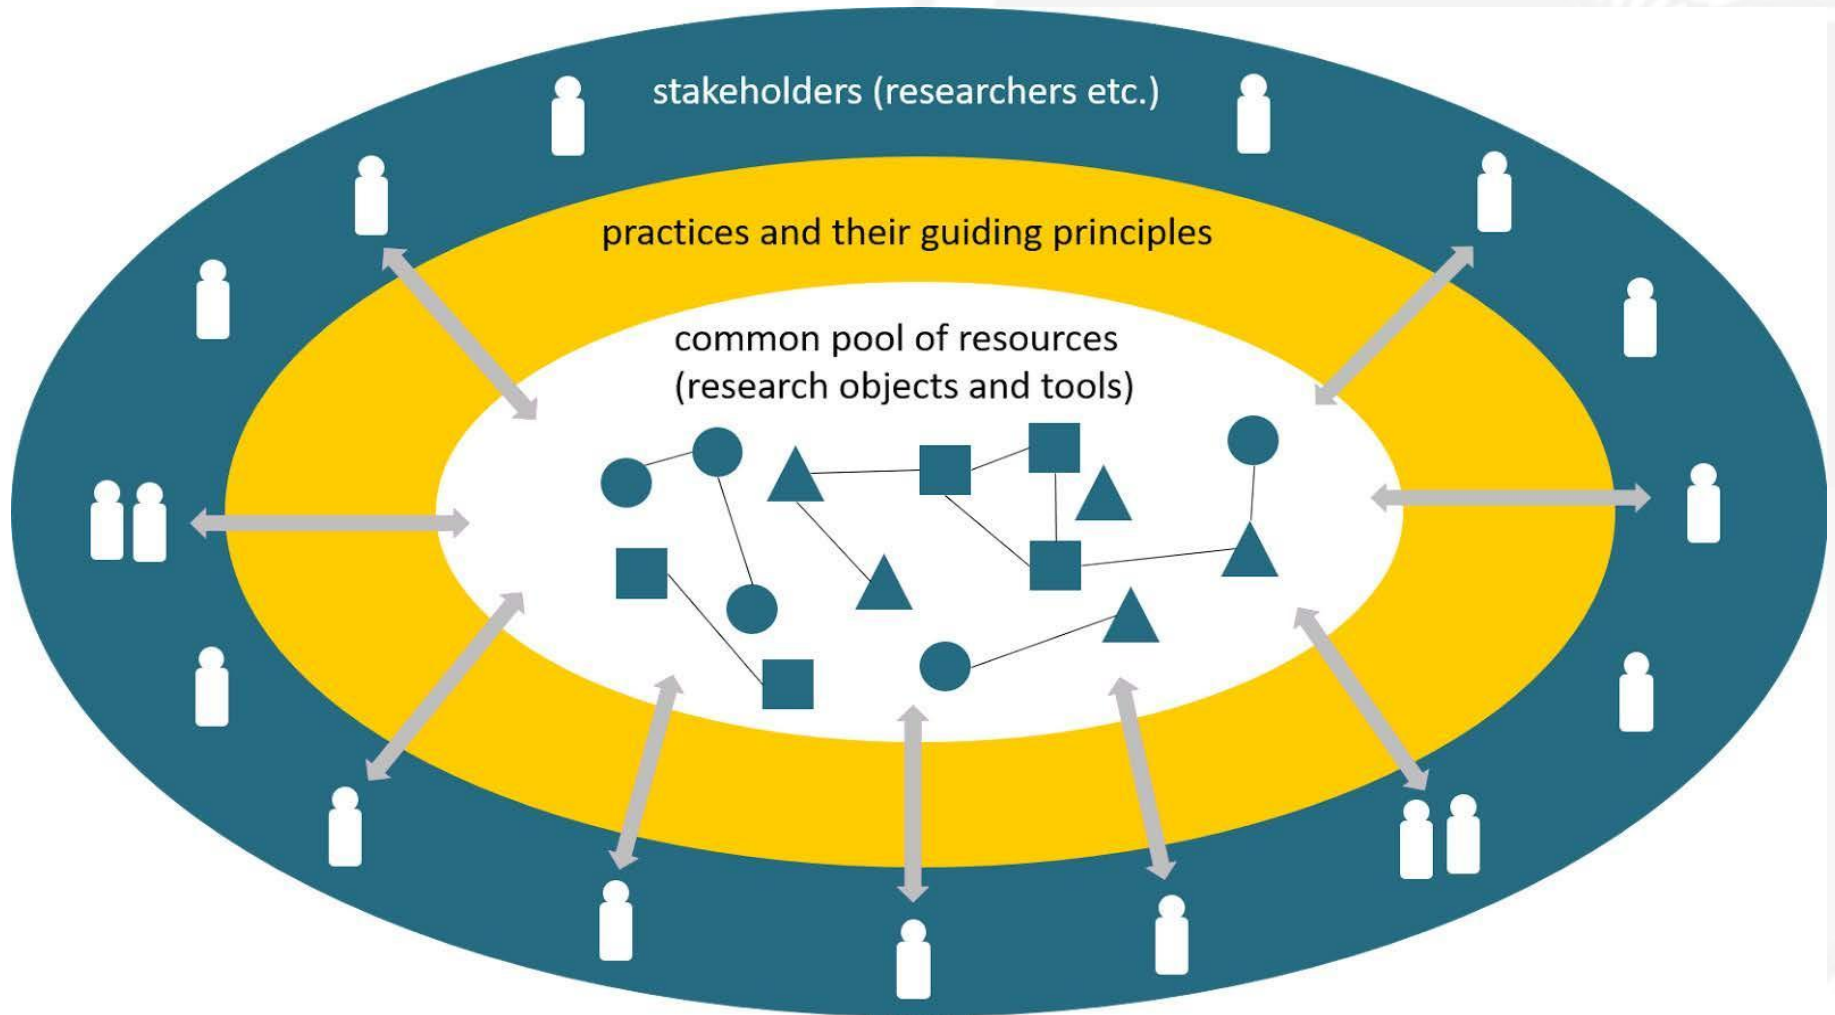 stakeholders (researchers etc.)
practices and their guiding principles
common pool of resources
(research objects and tools)